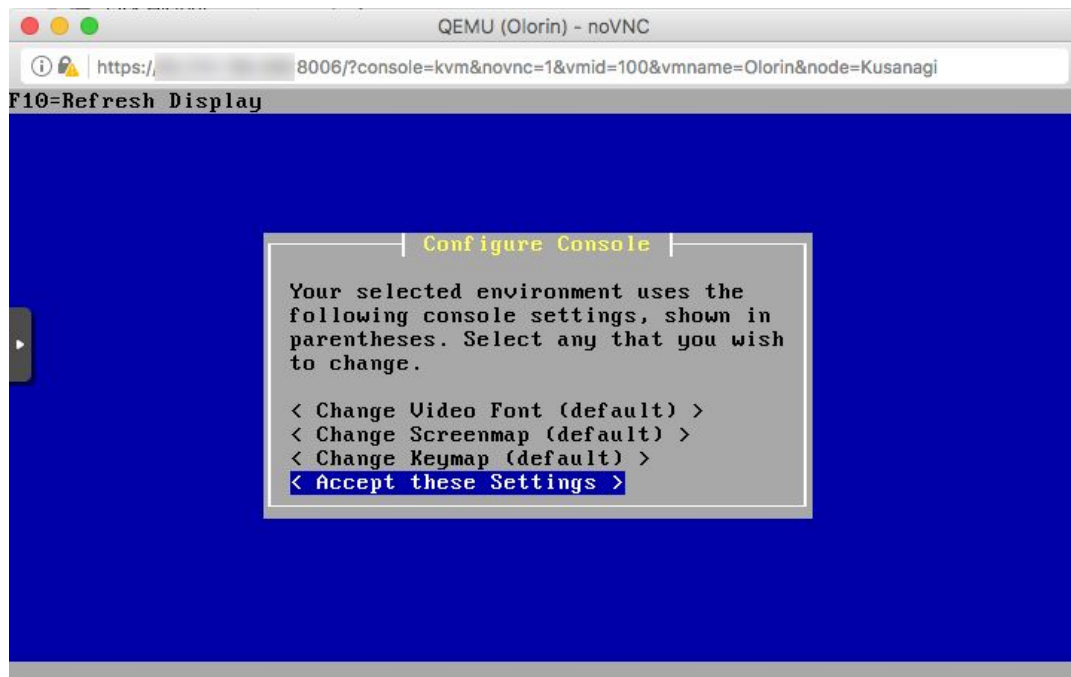 QEMU (Olorin) - noVNC
https:/ 8006/?console=kvm&novnc=1&vmid=100&vmname=Olorin&node=Kusanagi
F10=Refresh Display
Configure Console
Your selected environment uses the
following console settings, shown in
parentheses. Select any that you wish
to change.
< Change Video Font (default) >
< Change Screenmap (default) >
< Change Keymap (default) >
< Accept these Settings >